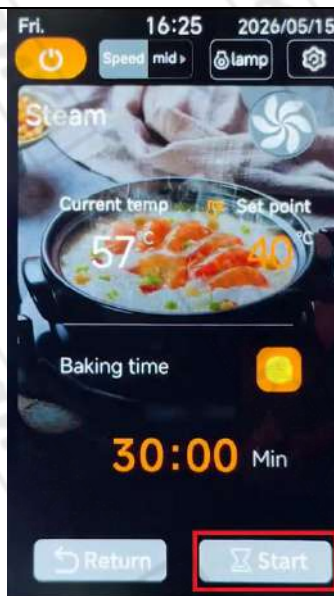 Fri. 16:25 2026/05/15
Speed mid lamp
Steam
Current temp Set point
57 °C 40 °C
Baking time
30:00 Min
Return Start